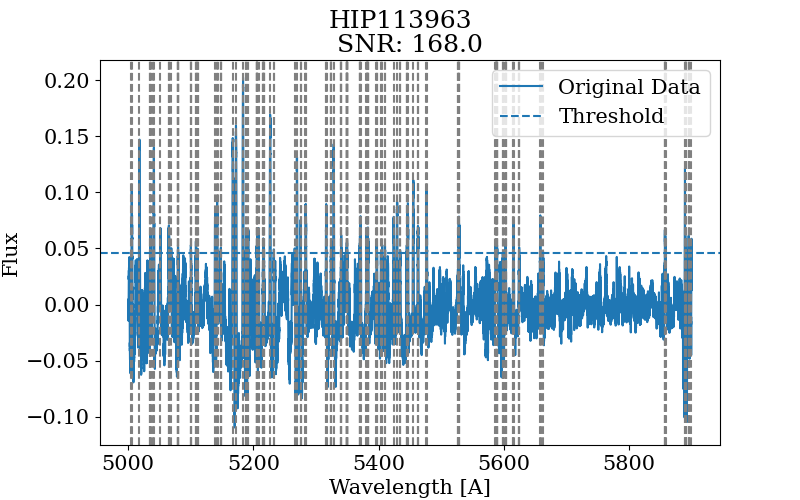 HIP113963
SNR: 168.0
Original Data
Threshold
0.20
0.15
0.10
0.05
0.00
−0.05
−0.10
Flux
5000
5200
5400
5600
5800
Wavelength [A]